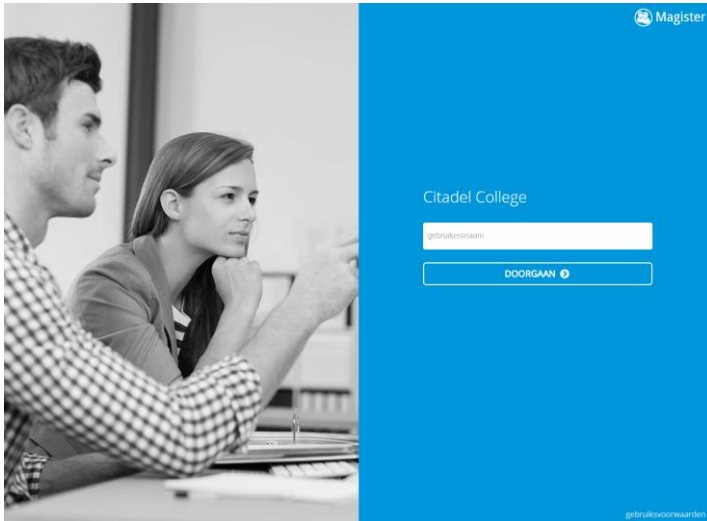 Magister
Citadel College
gebruikersnaam
DOORGAAN
gebruiksvoorwaarden